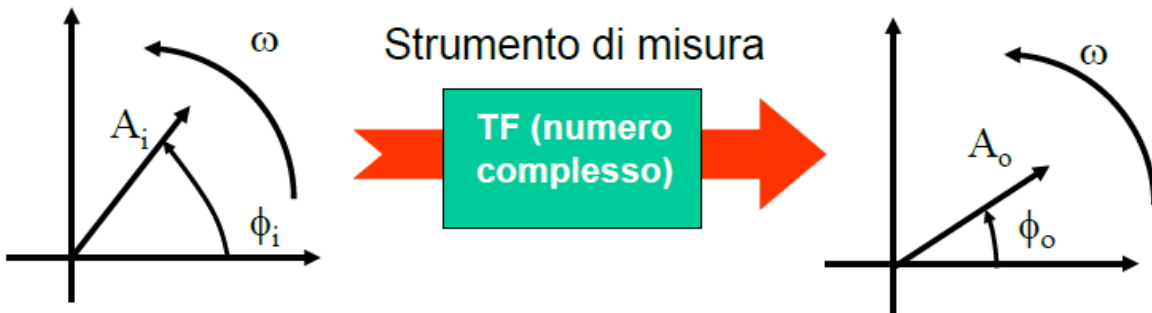 ω
Strumento di misura
ω
A_i
TF (numero
complesso)
A_o
ϕ_i
ϕ_o